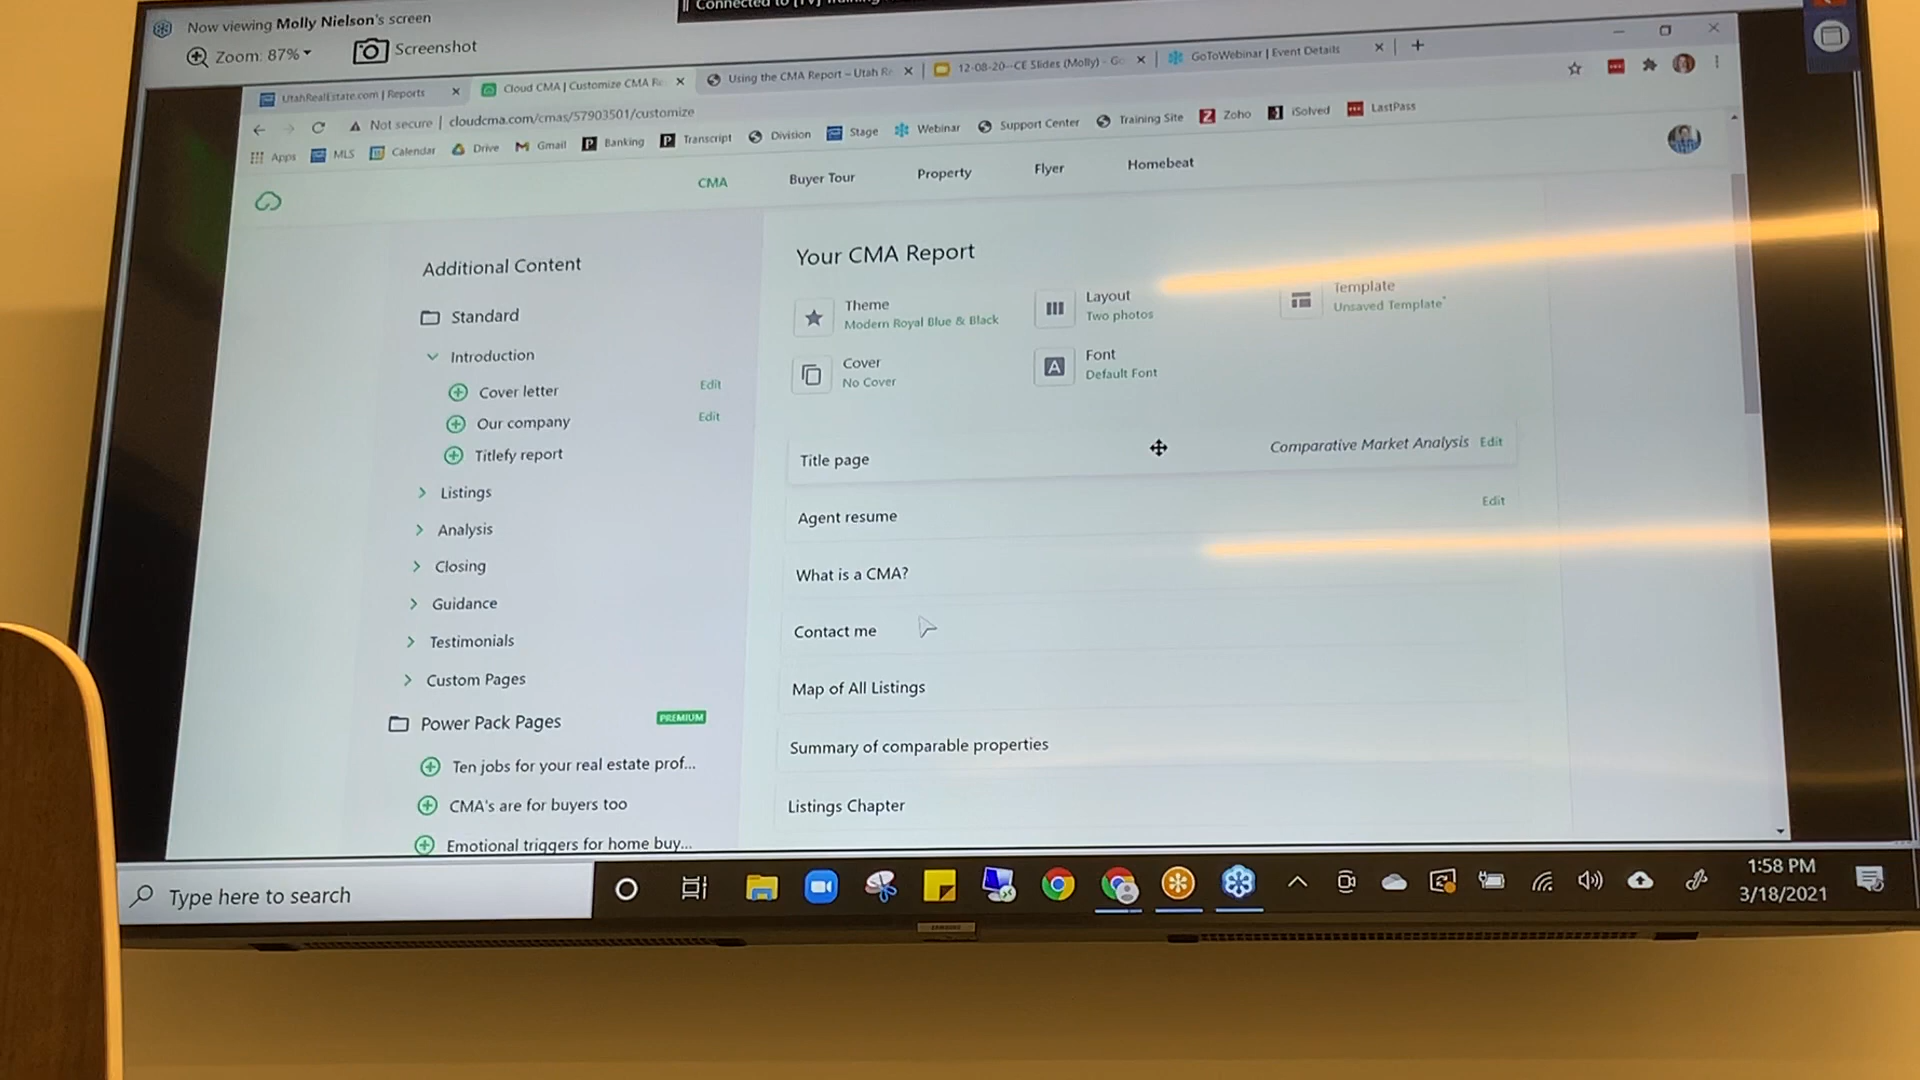 Connected to [TV] Training
Now viewing Molly Nielson's screen
Zoom: 87%
Screenshot
UtahRealEstate.com | Reports
Cloud CMA | Customize CMA Re
Using the CMA Report – Utah Re
12-08-20--CE Slides (Molly) - Go
GoToWebinar | Event Details
Not secure | cloudcma.com/cmas/57903501/customize
Apps
MLS
Calendar
Drive
Gmail
Banking
Transcript
Division
Stage
Webinar
Support Center
Training Site
Zoho
iSolved
LastPass
CMA
Buyer Tour
Property
Flyer
Homebeat
Additional Content
Standard
Introduction
Cover letter
Edit
Our company
Edit
Titlefy report
Listings
Analysis
Closing
Guidance
Testimonials
Custom Pages
Power Pack Pages
PREMIUM
Ten jobs for your real estate prof...
CMA's are for buyers too
Emotional triggers for home buy...
Your CMA Report
Theme
Modern Royal Blue & Black
Layout
Two photos
Template
Unsaved Template*
Cover
No Cover
Font
Default Font
Title page
Comparative Market Analysis Edit
Agent resume
Edit
What is a CMA?
Contact me
Map of All Listings
Summary of comparable properties
Listings Chapter
Type here to search
1:58 PM
3/18/2021
SAMSUNG